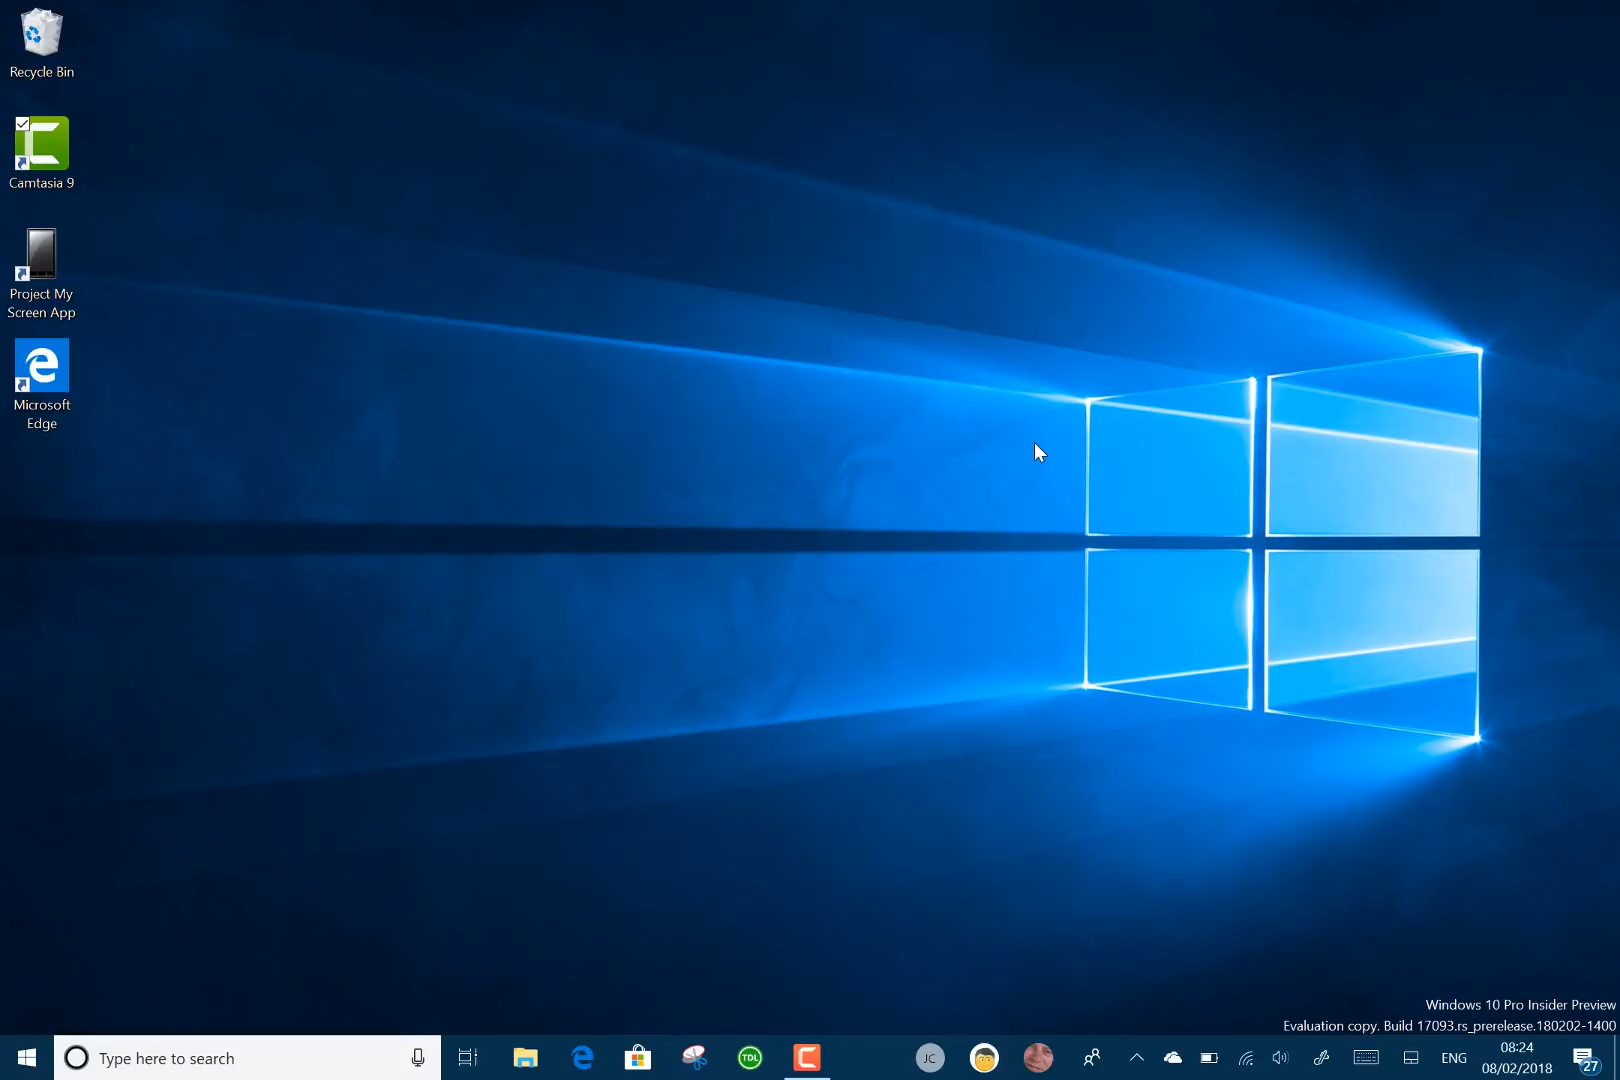 Recycle Bin
Camtasia 9
Project My
Screen App
Microsoft
Edge
Windows 10 Pro Insider Preview
Evaluation copy. Build 17093.rs_prerelease.180202-1400
Type here to search
TDL
JC
ENG
08:24
08/02/2018
27